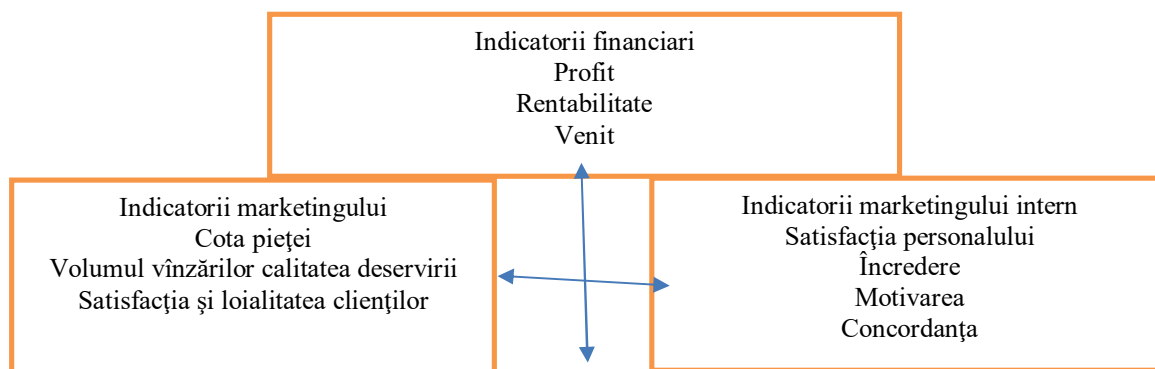 Indicatorii financiari
Profit
Rentabilitate
Venit
Indicatorii marketingului
Cota pieţei
Volumul vînzărilor calitatea deservirii
Satisfacţia şi loialitatea clienţilor
Indicatorii marketingului intern
Satisfacţia personalului
Încredere
Motivarea
Concordanţa